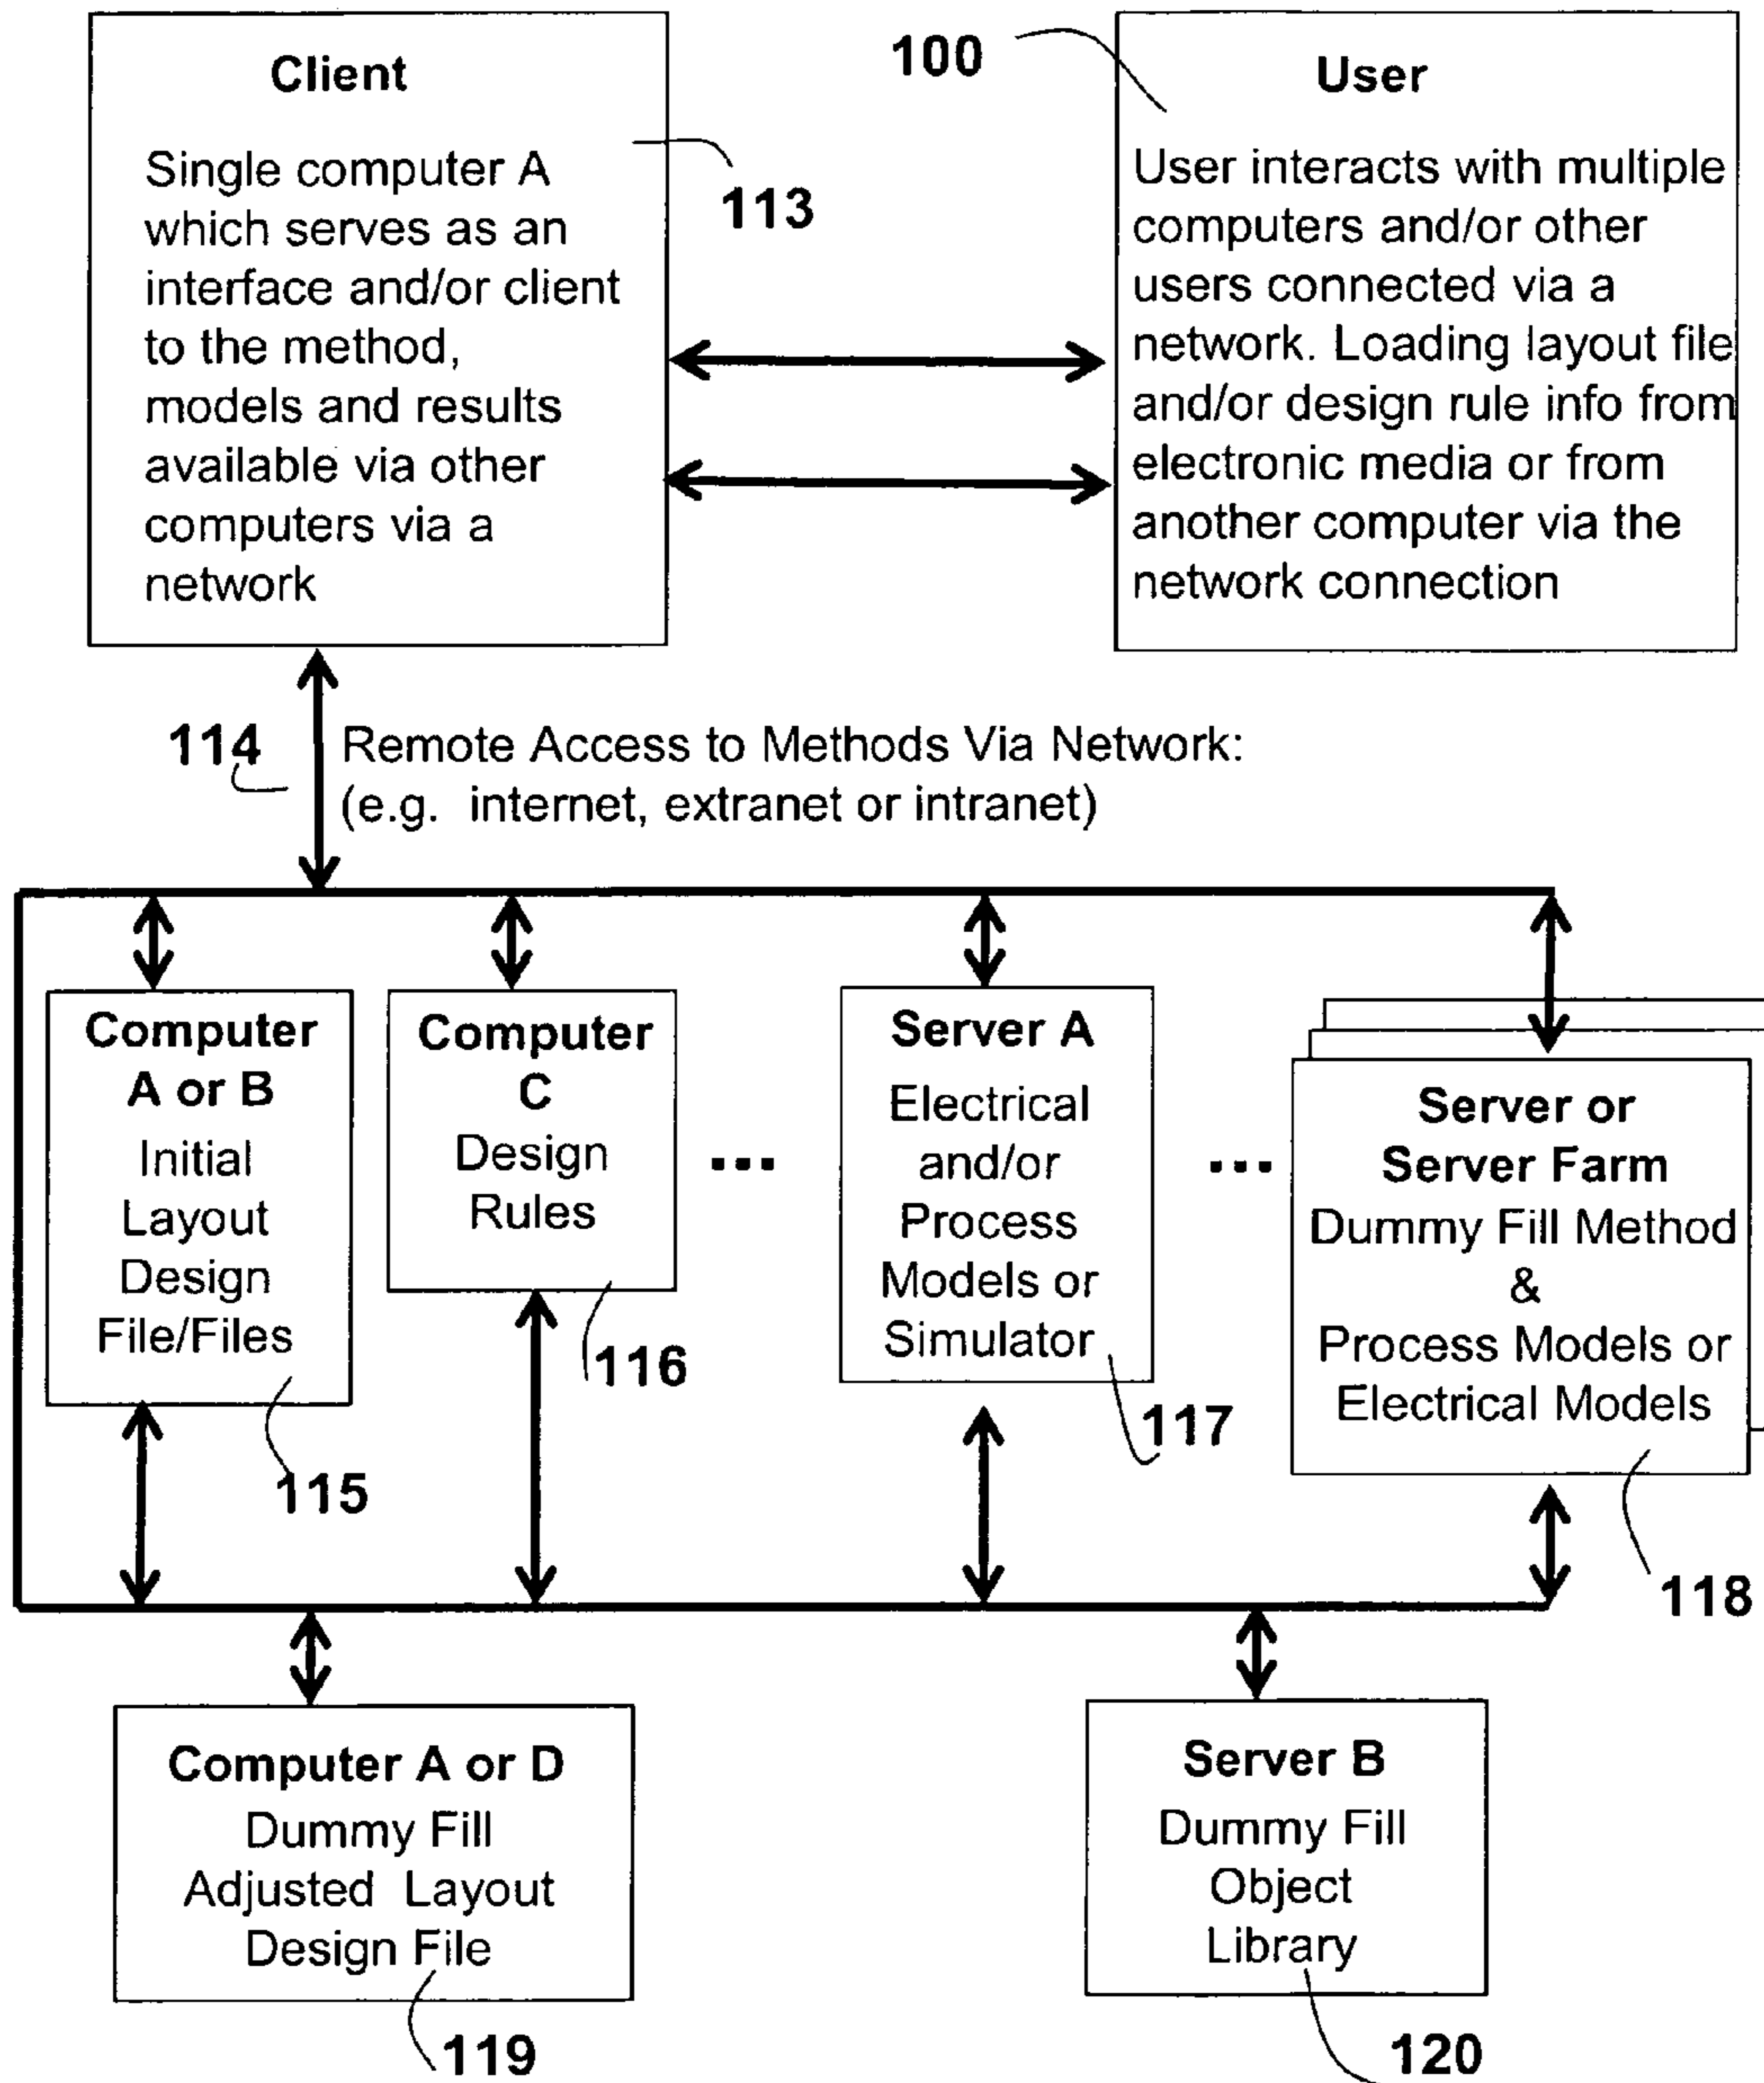 Client
Single computer A
which serves as an
interface and/or client
to the method,
models and results
available via other
computers via a
network
113
100
User
User interacts with multiple
computers and/or other
users connected via a
network. Loading layout file
and/or design rule info from
electronic media or from
another computer via the
network connection
114
Remote Access to Methods Via Network:
(e.g. internet, extranet or intranet)
Computer
A or B
Initial
Layout
Design
File/Files
115
Computer
C
Design
Rules
116
...
Server A
Electrical
and/or
Process
Models or
Simulator
117
...
Server or
Server Farm
Dummy Fill Method
&
Process Models or
Electrical Models
118
Computer A or D
Dummy Fill
Adjusted Layout
Design File
119
Server B
Dummy Fill
Object
Library
120